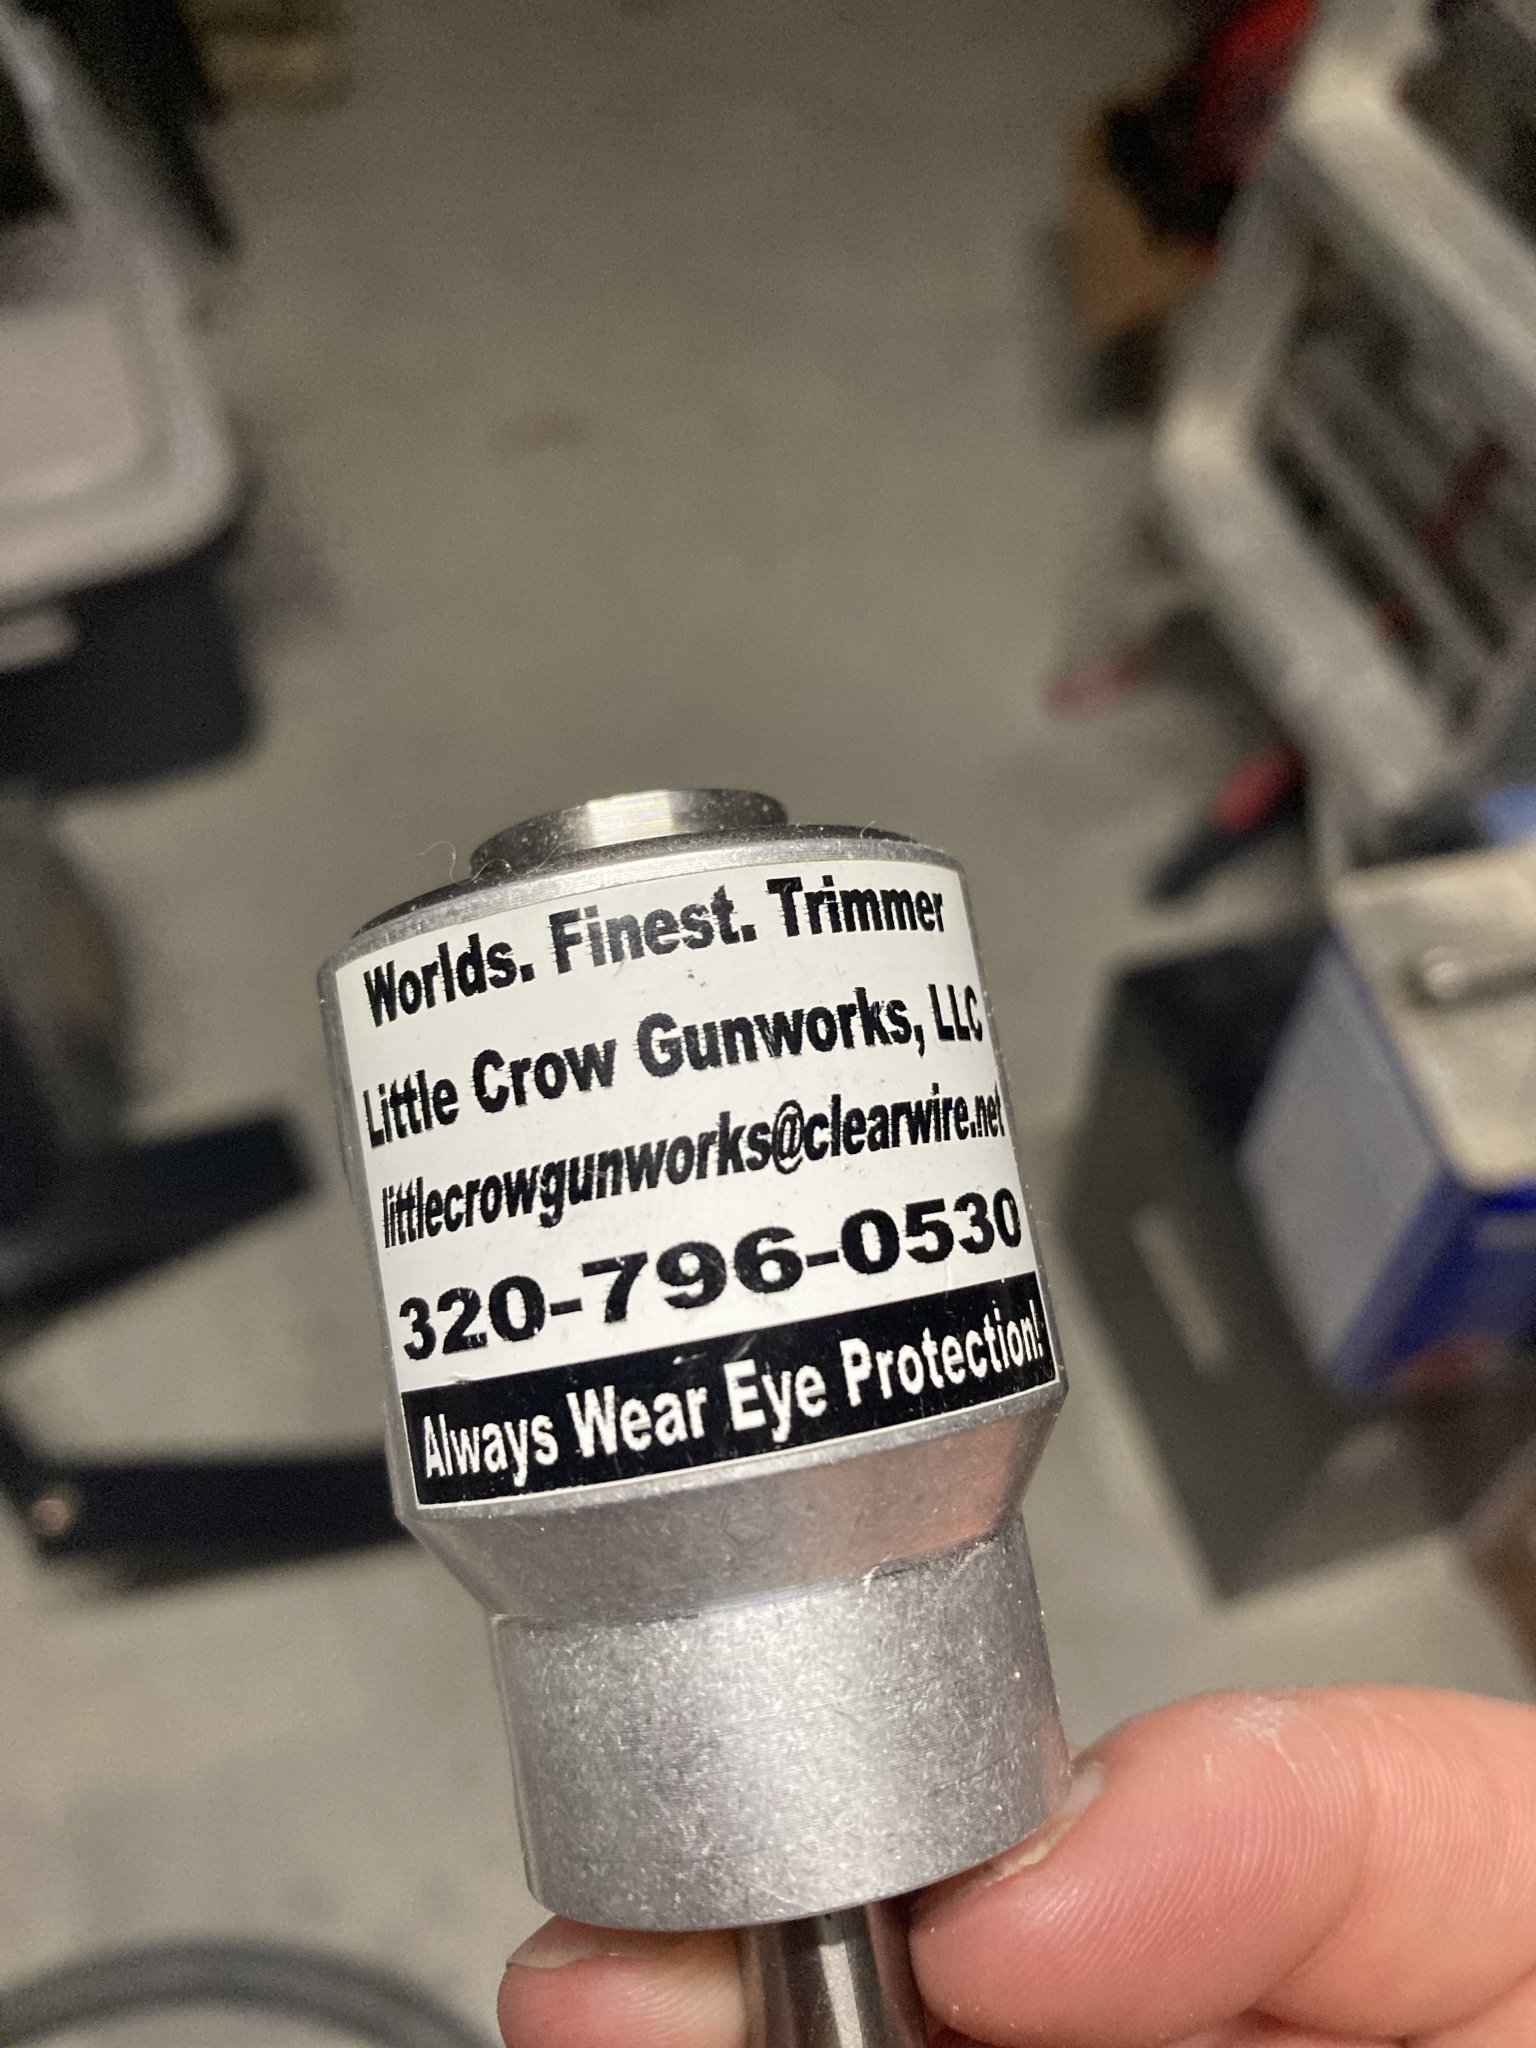 Worlds. Finest. Trimmer
Little Crow Gunworks, LLC
littlecrowgunworks@clearwire.net
320-796-0530
Always Wear Eye Protection!